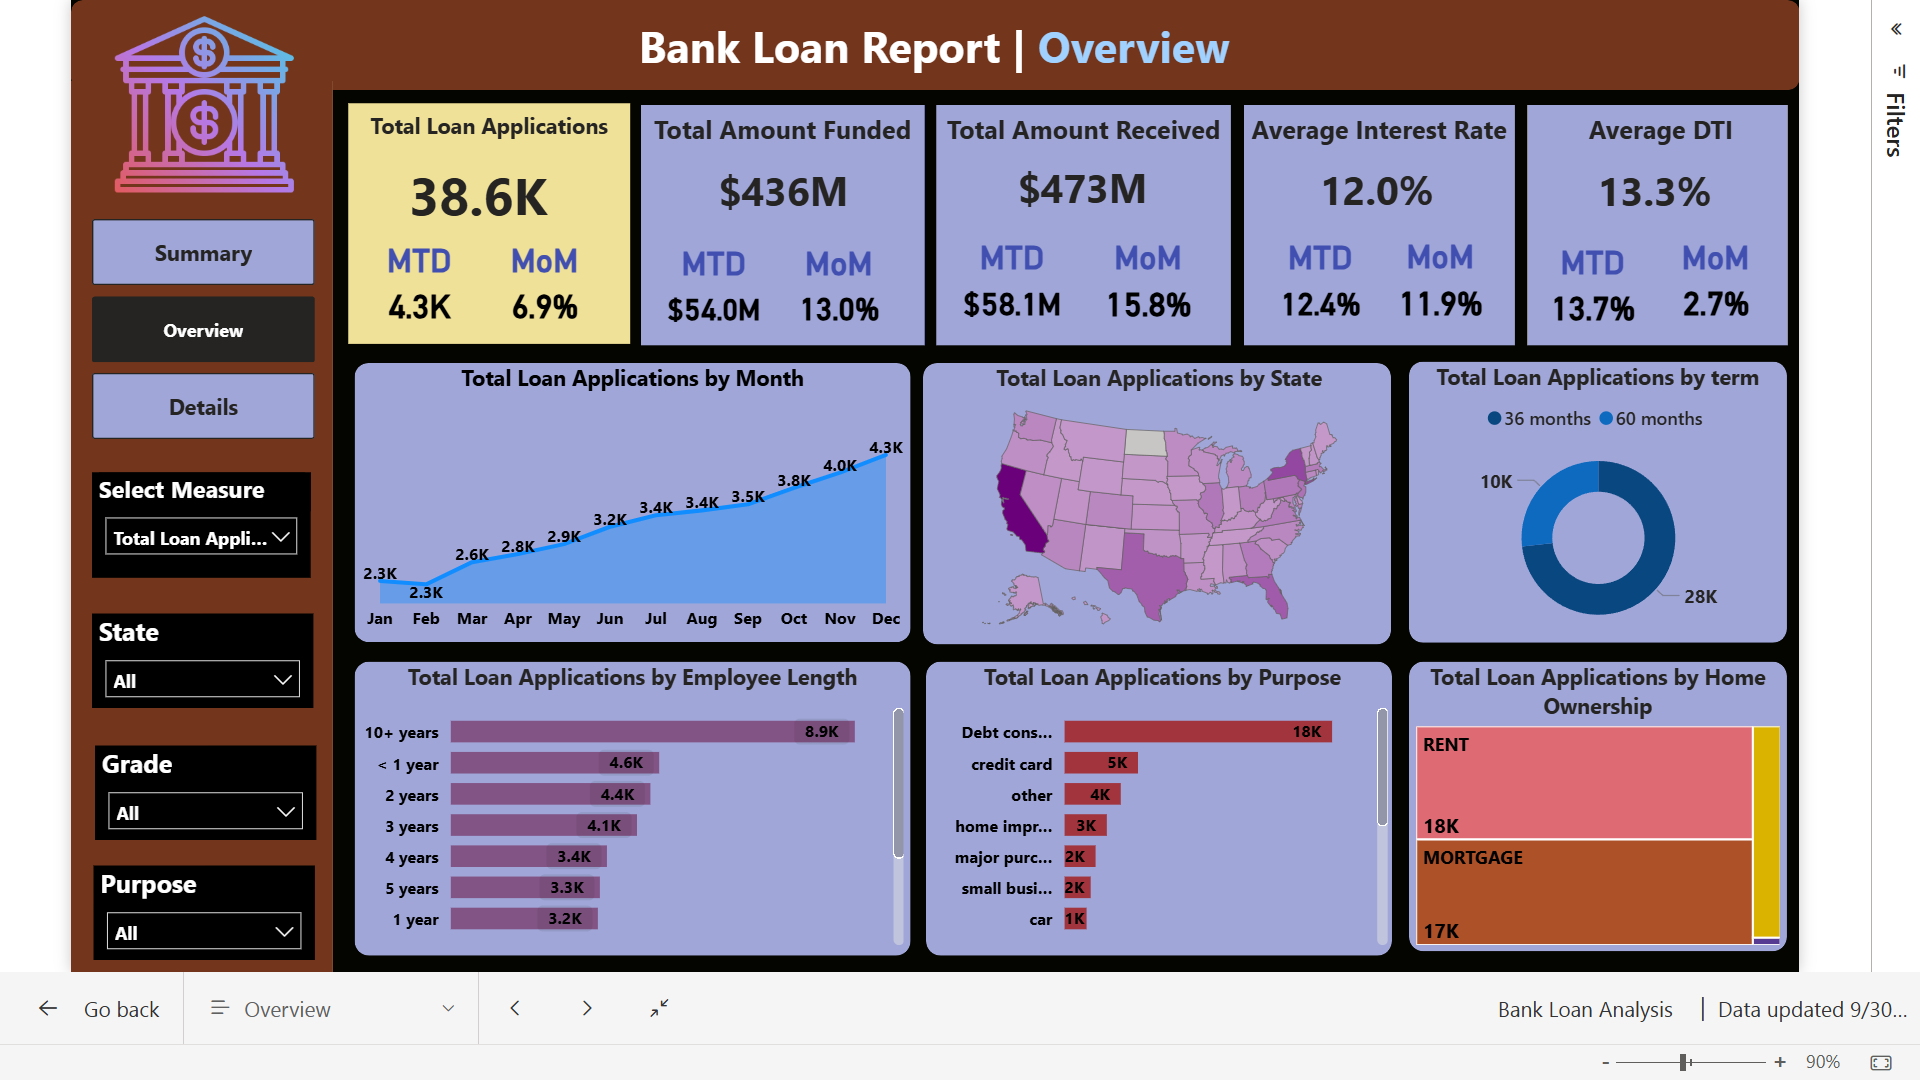 Bank Loan Report | Overview
«
Filters
$
$
Summary
Overview
Details
Select Measure
Total Loan Appli...
State
All
Grade
All
Purpose
All
Total Loan Applications
38.6K
MTD MoM
4.3K 6.9%
Total Amount Funded
$436M
MTD MoM
$54.0M 13.0%
Total Amount Received
$473M
MTD MoM
$58.1M 15.8%
Average Interest Rate
12.0%
MTD MoM
12.4% 11.9%
Average DTI
13.3%
MTD MoM
13.7% 2.7%
Total Loan Applications by Month
2.3K 2.3K 2.6K 2.8K 2.9K 3.2K 3.4K 3.4K 3.5K 3.8K 4.0K 4.3K
Jan Feb Mar Apr May Jun Jul Aug Sep Oct Nov Dec
Total Loan Applications by State
Total Loan Applications by term
36 months 60 months
10K
28K
Total Loan Applications by Employee Length
10+ years 8.9K
< 1 year 4.6K
2 years 4.4K
3 years 4.1K
4 years 3.4K
5 years 3.3K
1 year 3.2K
Total Loan Applications by Purpose
Debt cons... 18K
credit card 5K
other 4K
home impr... 3K
major purc... 2K
small busi... 2K
car 1K
Total Loan Applications by Home
Ownership
RENT
18K
MORTGAGE
17K
Go back
Overview
Bank Loan Analysis | Data updated 9/30...
- + 90%